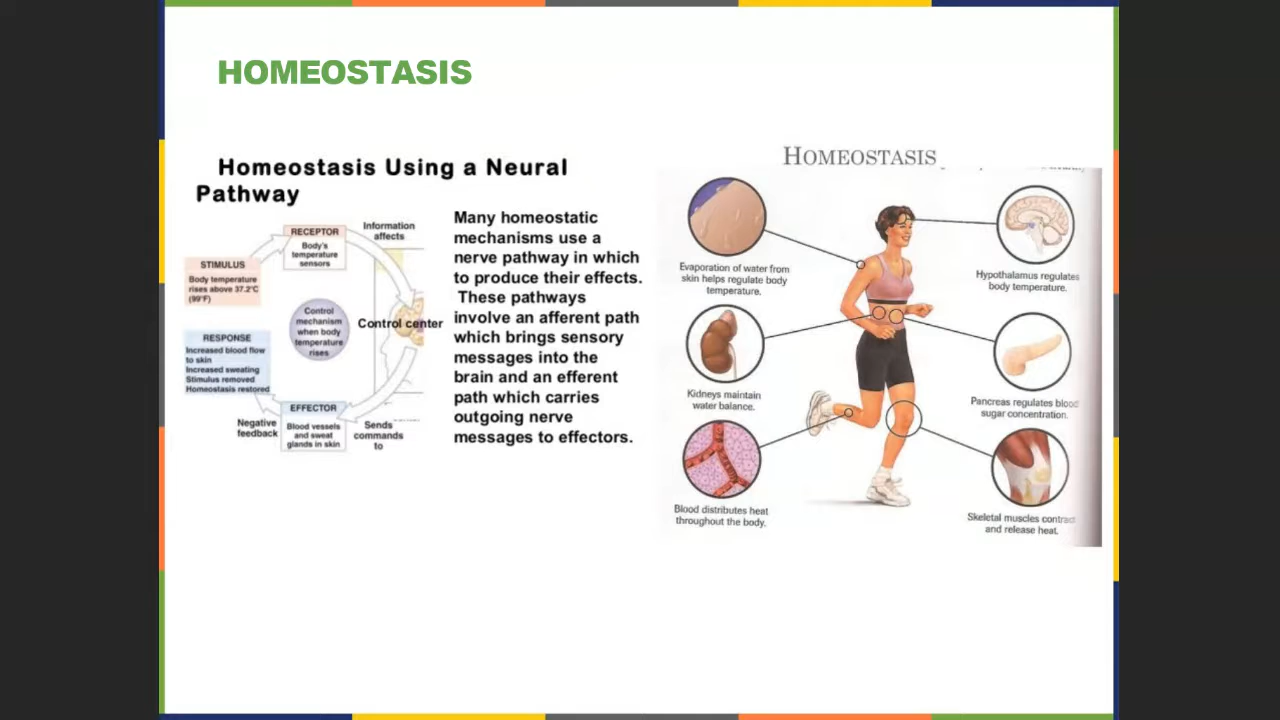 HOMEOSTASIS
Homeostasis Using a Neural
Pathway
RECEPTOR
Body's
temperature
sensors
Information
affects
STIMULUS
Body temperature
rises above 37.2°C
(99°F)
Control
mechanism
when body
temperature
rises
Control center
RESPONSE
Increased blood flow
to skin
Increased sweating
Stimulus removed
Homeostasis restored
EFFECTOR
Blood vessels
and sweat
glands in skin
Negative
feedback
Sends
commands
to
Many homeostatic
mechanisms use a
nerve pathway in which
to produce their effects.
These pathways
involve an afferent path
which brings sensory
messages into the
brain and an efferent
path which carries
outgoing nerve
messages to effectors.
HOMEOSTASIS
Evaporation of water from
skin helps regulate body
temperature.
Hypothalamus regulates
body temperature.
Kidneys maintain
water balance.
Pancreas regulates blood
sugar concentration.
Blood distributes heat
throughout the body.
Skeletal muscles contract
and release heat.